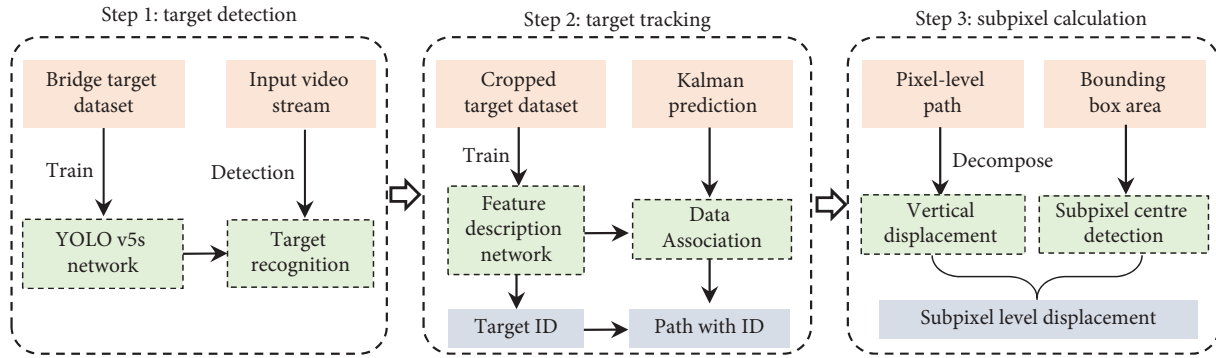 Step 1: target detection
Bridge target
dataset
Input video
stream
Train
Detection
YOLO v5s
network
Target
recognition
Step 2: target tracking
Cropped
target dataset
Kalman
prediction
Train
Feature
description
network
Data
Association
Target ID
Path with ID
Step 3: subpixel calculation
Pixel-level
path
Bounding
box area
Decompose
Vertical
displacement
Subpixel centre
detection
Subpixel level displacement